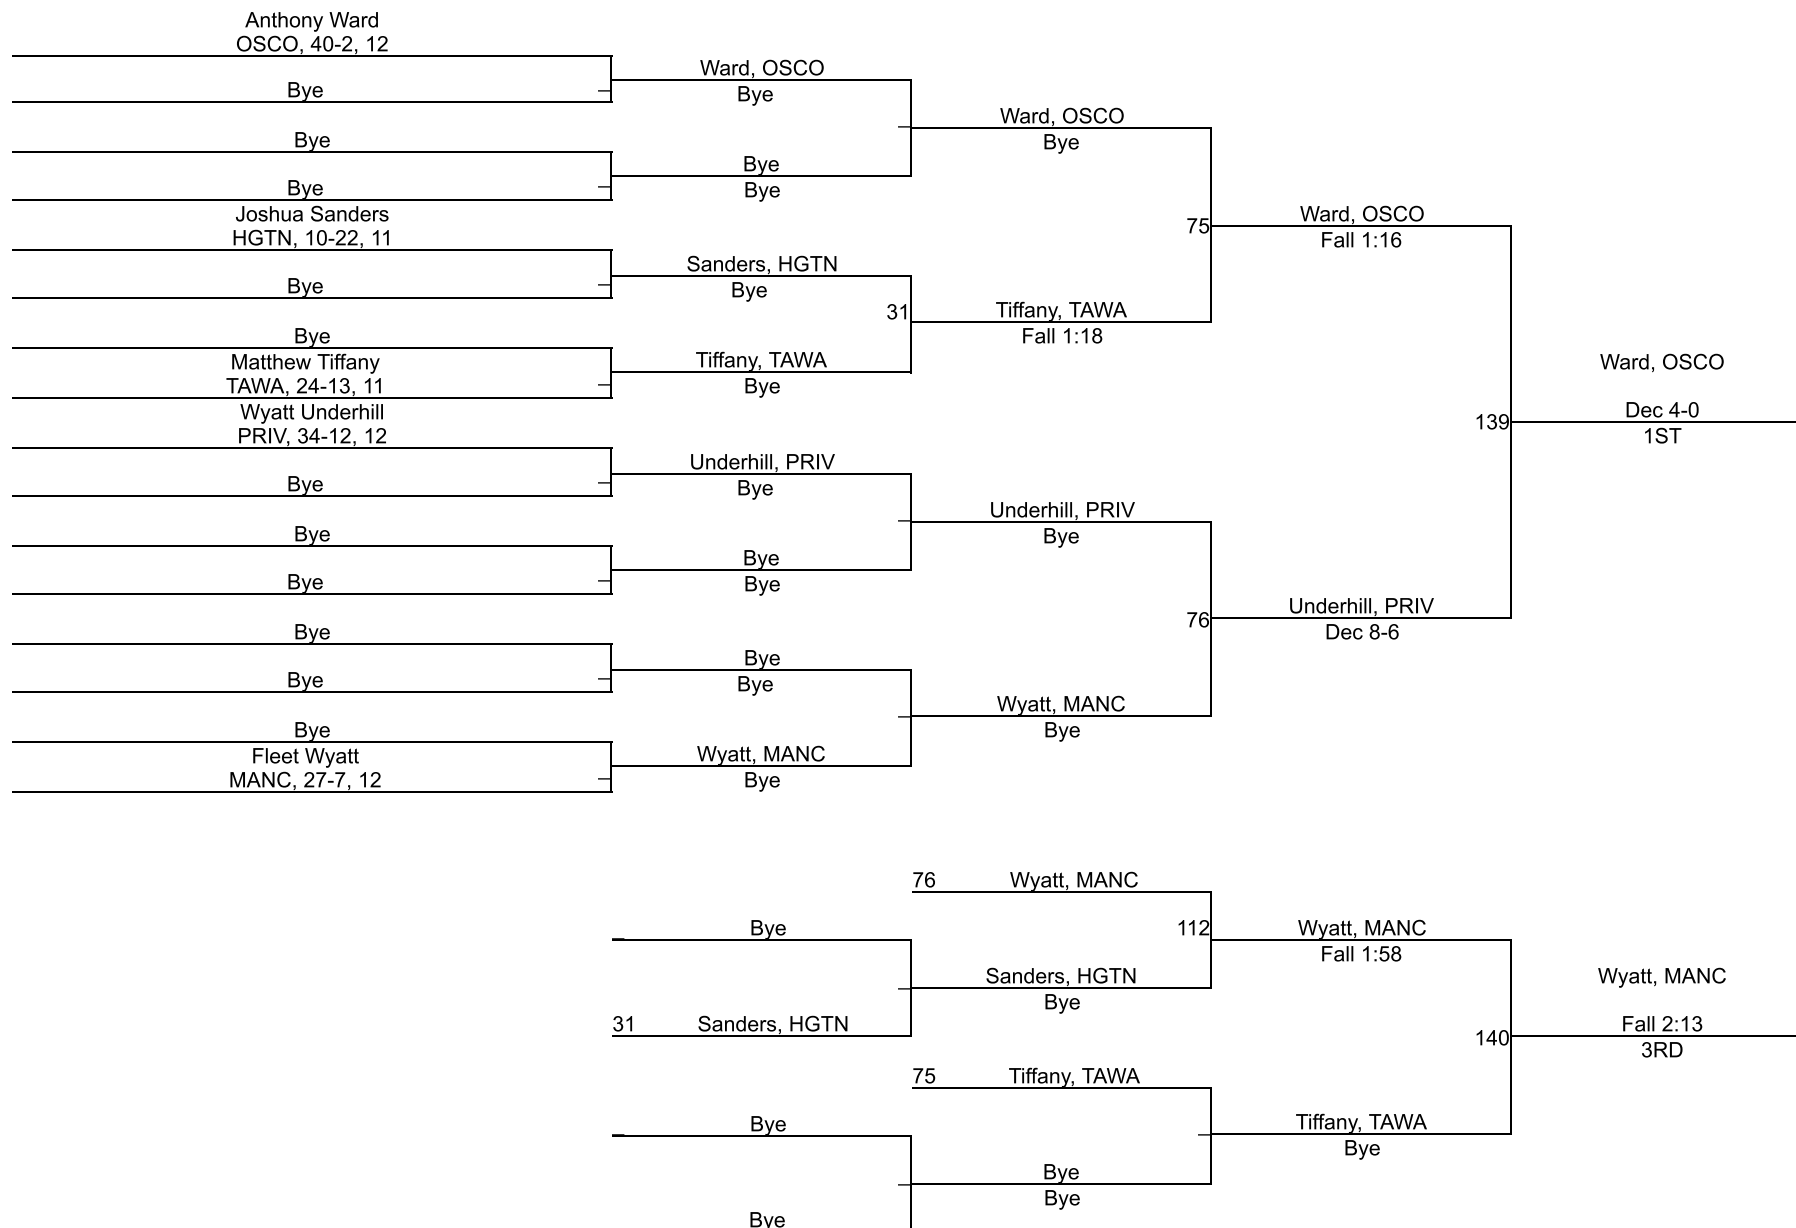 Anthony Ward
OSCO, 40-2, 12
Bye
Bye
Bye
Joshua Sanders
HGTN, 10-22, 11
Bye
Bye
Matthew Tiffany
TAWA, 24-13, 11
Wyatt Underhill
PRIV, 34-12, 12
Bye
Bye
Bye
Bye
Bye
Bye
Fleet Wyatt
MANC, 27-7, 12
Ward, OSCO
Bye
Bye
Bye
Sanders, HGTN
Bye
Tiffany, TAWA
Bye
Underhill, PRIV
Bye
Bye
Bye
Bye
Bye
Wyatt, MANC
Bye
31
Ward, OSCO
Bye
Tiffany, TAWA
Fall 1:18
Underhill, PRIV
Bye
Wyatt, MANC
Bye
75
76
Ward, OSCO
Fall 1:16
Underhill, PRIV
Dec 8-6
139
Ward, OSCO
Dec 4-0
1ST
Bye
31 Sanders, HGTN
Bye
Bye
76 Wyatt, MANC
Sanders, HGTN
Bye
75 Tiffany, TAWA
Bye
Bye
112
Wyatt, MANC
Fall 1:58
Tiffany, TAWA
Bye
140
Wyatt, MANC
Fall 2:13
3RD